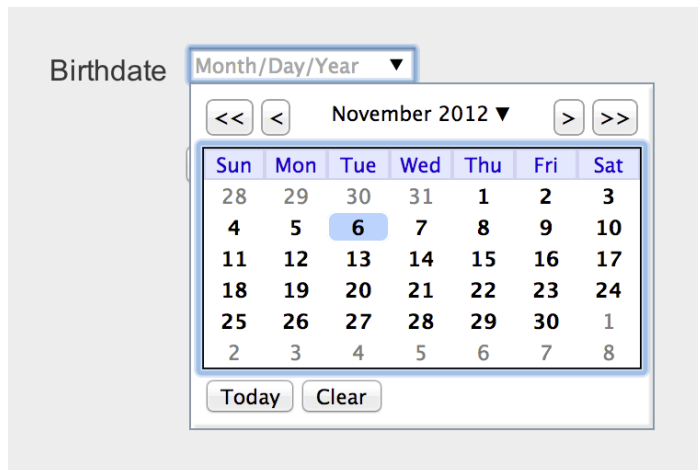 Birthdate Month/Day/Year ▼
<< < November 2012 ▼ > >>
Sun Mon Tue Wed Thu Fri Sat
28 29 30 31 1 2 3
4 5 6 7 8 9 10
11 12 13 14 15 16 17
18 19 20 21 22 23 24
25 26 27 28 29 30 1
2 3 4 5 6 7 8
Today Clear